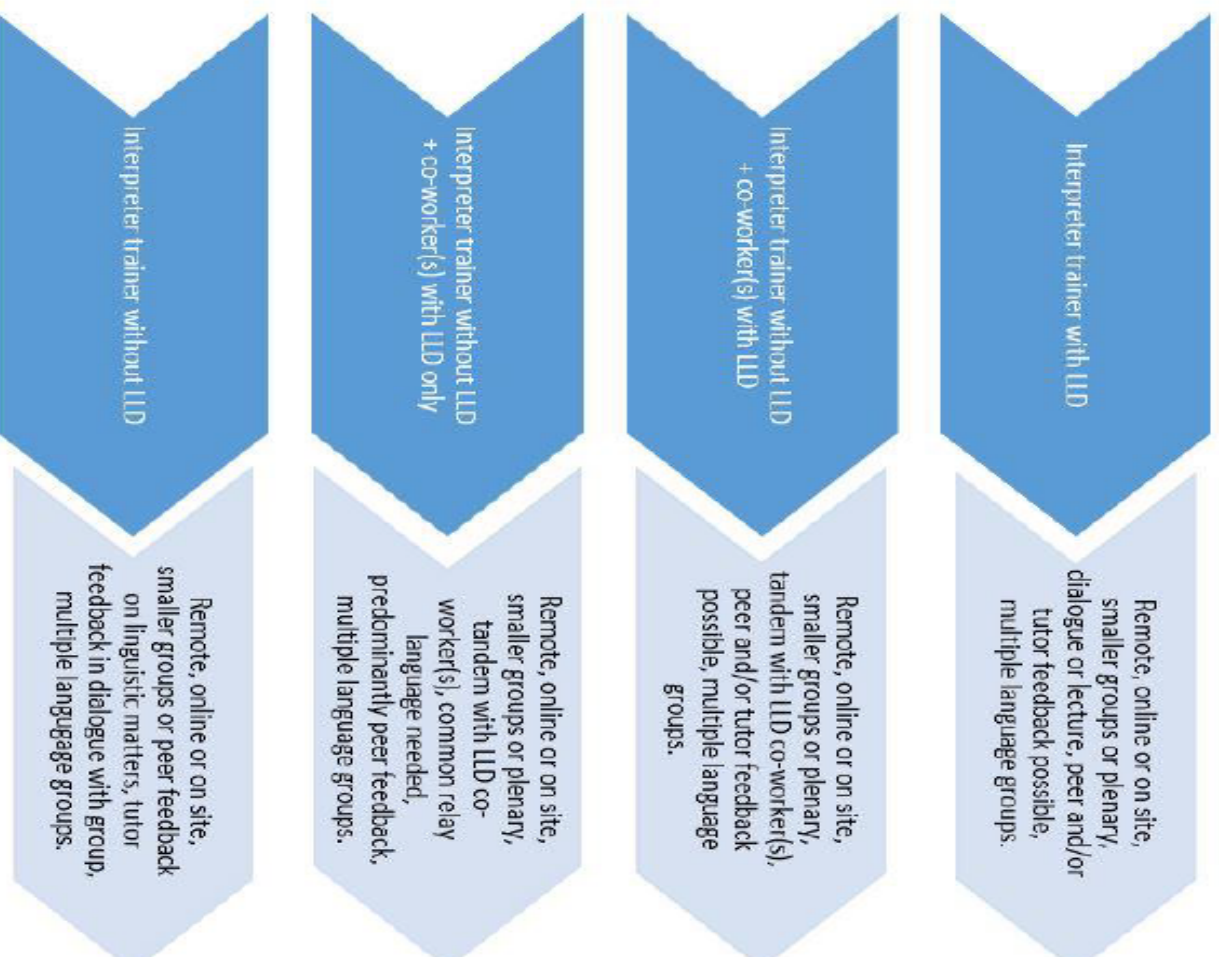 Interpreter trainer with LLD
Remote, online or on site,
smaller groups or plenary,
dialogue or lecture, peer and/or
tutor feedback possible,
multiple language groups.
Interpreter trainer without LLD
+ co-worker(s) with LLD
Remote, online or on site,
smaller groups or plenary,
tandem with LLD co-worker(s),
peer and/or tutor feedback
possible, multiple language
groups.
Interpreter trainer without LLD
+ co-worker(s) with LLD only
Remote, online or on site,
smaller groups or plenary,
tandem with LLD co-
worker(s), common relay
language needed,
predominantly peer feedback,
multiple language groups.
Interpreter trainer without LLD
Remote, online or on site,
smaller groups or peer feedback
on linguistic matters, tutor
feedback in dialogue with group,
multiple langugage groups.